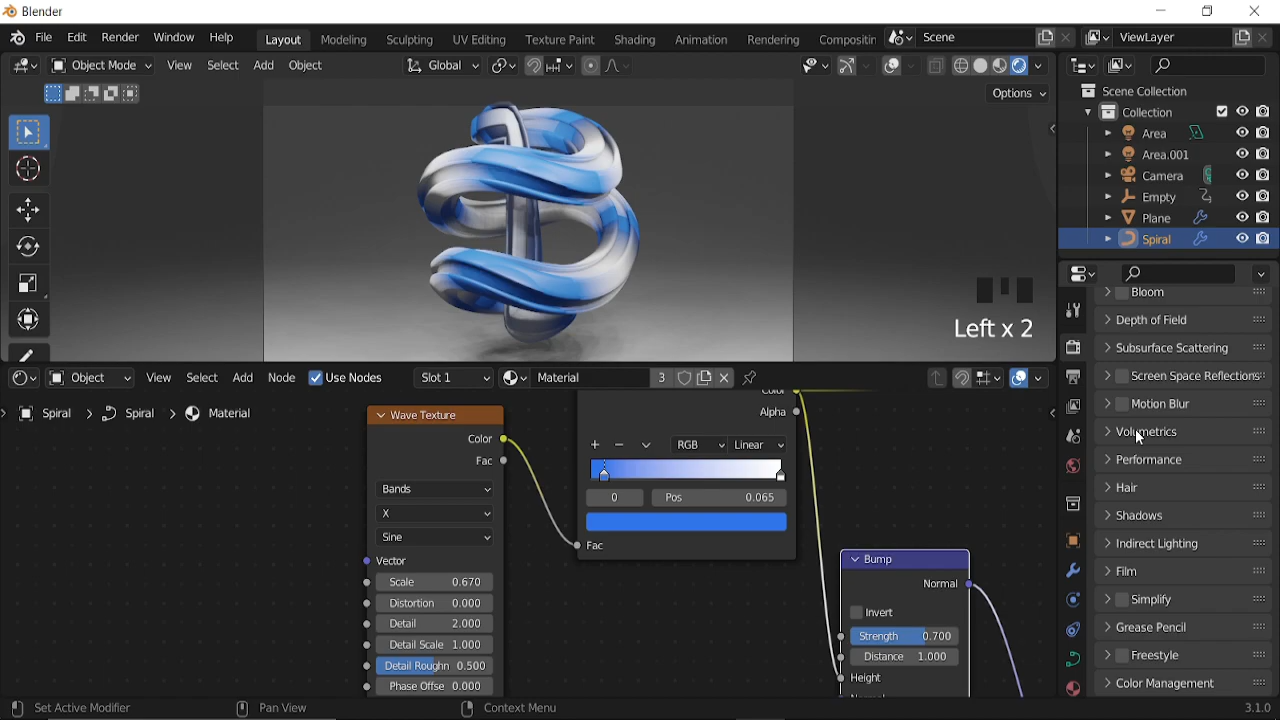 Blender
File Edit Render Window Help Layout Modeling Sculpting UV Editing Texture Paint Shading Animation Rendering Compositin Scene ViewLayer
Object Mode View Select Add Object Global
Options
Scene Collection
Collection
Area
Area.001
Camera
Empty
Plane
Spiral
Left x 2
Bloom
Depth of Field
Subsurface Scattering
Screen Space Reflections
Motion Blur
Volumetrics
Performance
Hair
Shadows
Indirect Lighting
Film
Simplify
Grease Pencil
Freestyle
Color Management
Object View Select Add Node Use Nodes Slot 1 Material 3
Spiral Spiral Material
Wave Texture
Color
Fac
Bands
X
Sine
Vector
Scale 0.670
Distortion 0.000
Detail 2.000
Detail Scale 1.000
Detail Roughn 0.500
Phase Offse 0.000
Color
Alpha
RGB Linear
0 Pos 0.065
Fac
Bump
Normal
Invert
Strength 0.700
Distance 1.000
Height
Normal
Set Active Modifier Pan View Context Menu 3.1.0